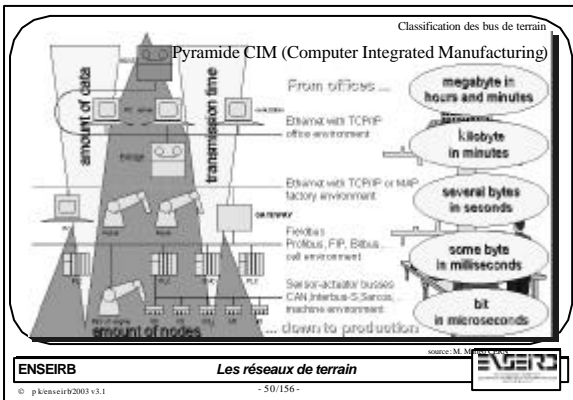 Classification des bus de terrain
Pyramide CIM (Computer Integrated Manufacturing)
amount of data
transmission time
From offices ...
megabyte in
hours and minutes
Ethernet with TCP/IP
office environment
kilobyte
in minutes
Bridge
Ethernet with TCP/IP or MAP
factory environment
several bytes
in seconds
GATEWAY
Fieldbus
Profibus, FIP, Bitbus...
cell environment
some byte
in milliseconds
Sensor-actuator busses
CAN, Interbus-S, Sercos, ..
machine environment
bit
in microseconds
amount of nodes
... down to production
source: M.
ENSEIRB
Les réseaux de terrain
ENSEIRB
© pk/enseirb/2003 v3.1
- 50/156 -